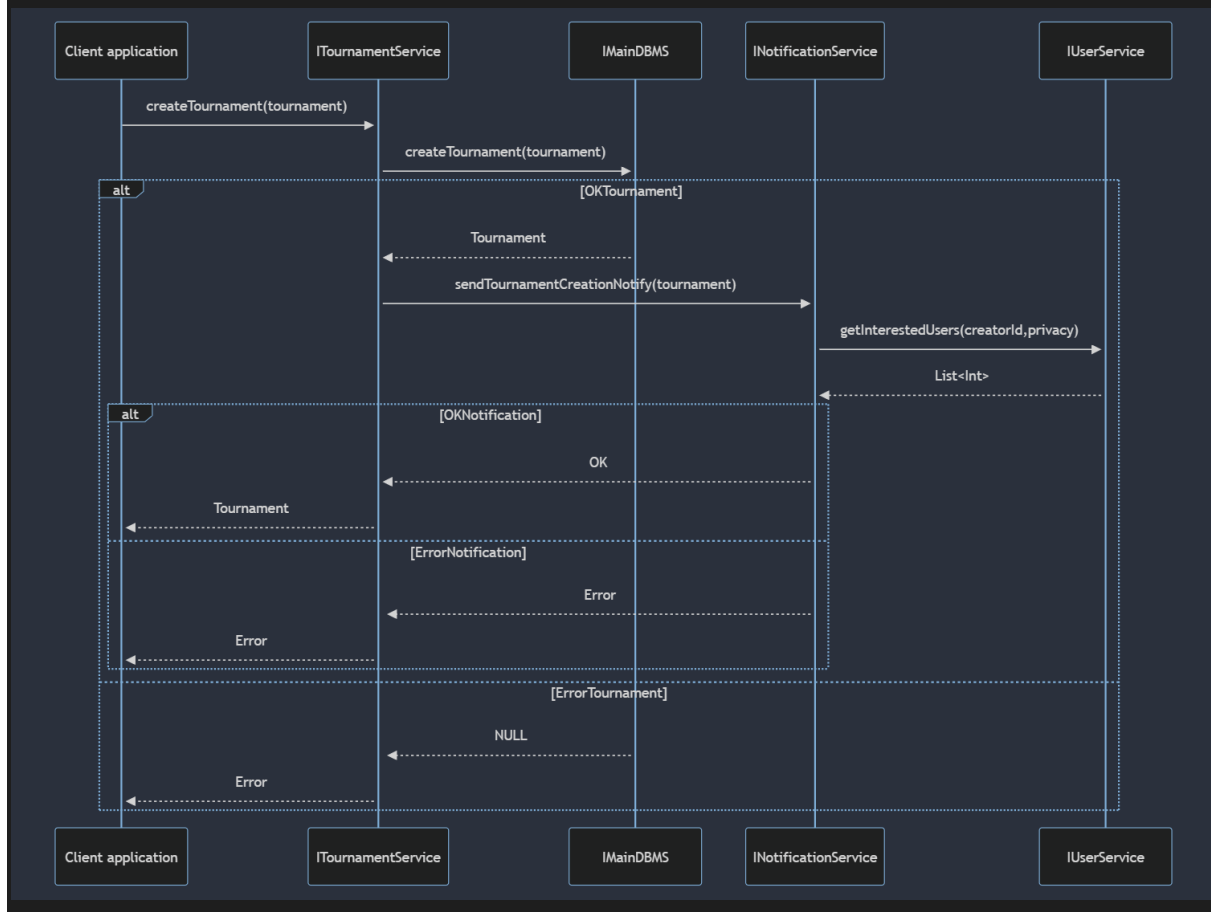 Client application
ITournamentService
IMainDBMS
INotificationService
IUserService
createTournament(tournament)
createTournament(tournament)
alt
[OKTournament]
Tournament
sendTournamentCreationNotify(tournament)
getInterestedUsers(creatorId,privacy)
List<Int>
alt
[OKNotification]
OK
Tournament
[ErrorNotification]
Error
Error
[ErrorTournament]
NULL
Error
Client application
ITournamentService
IMainDBMS
INotificationService
IUserService